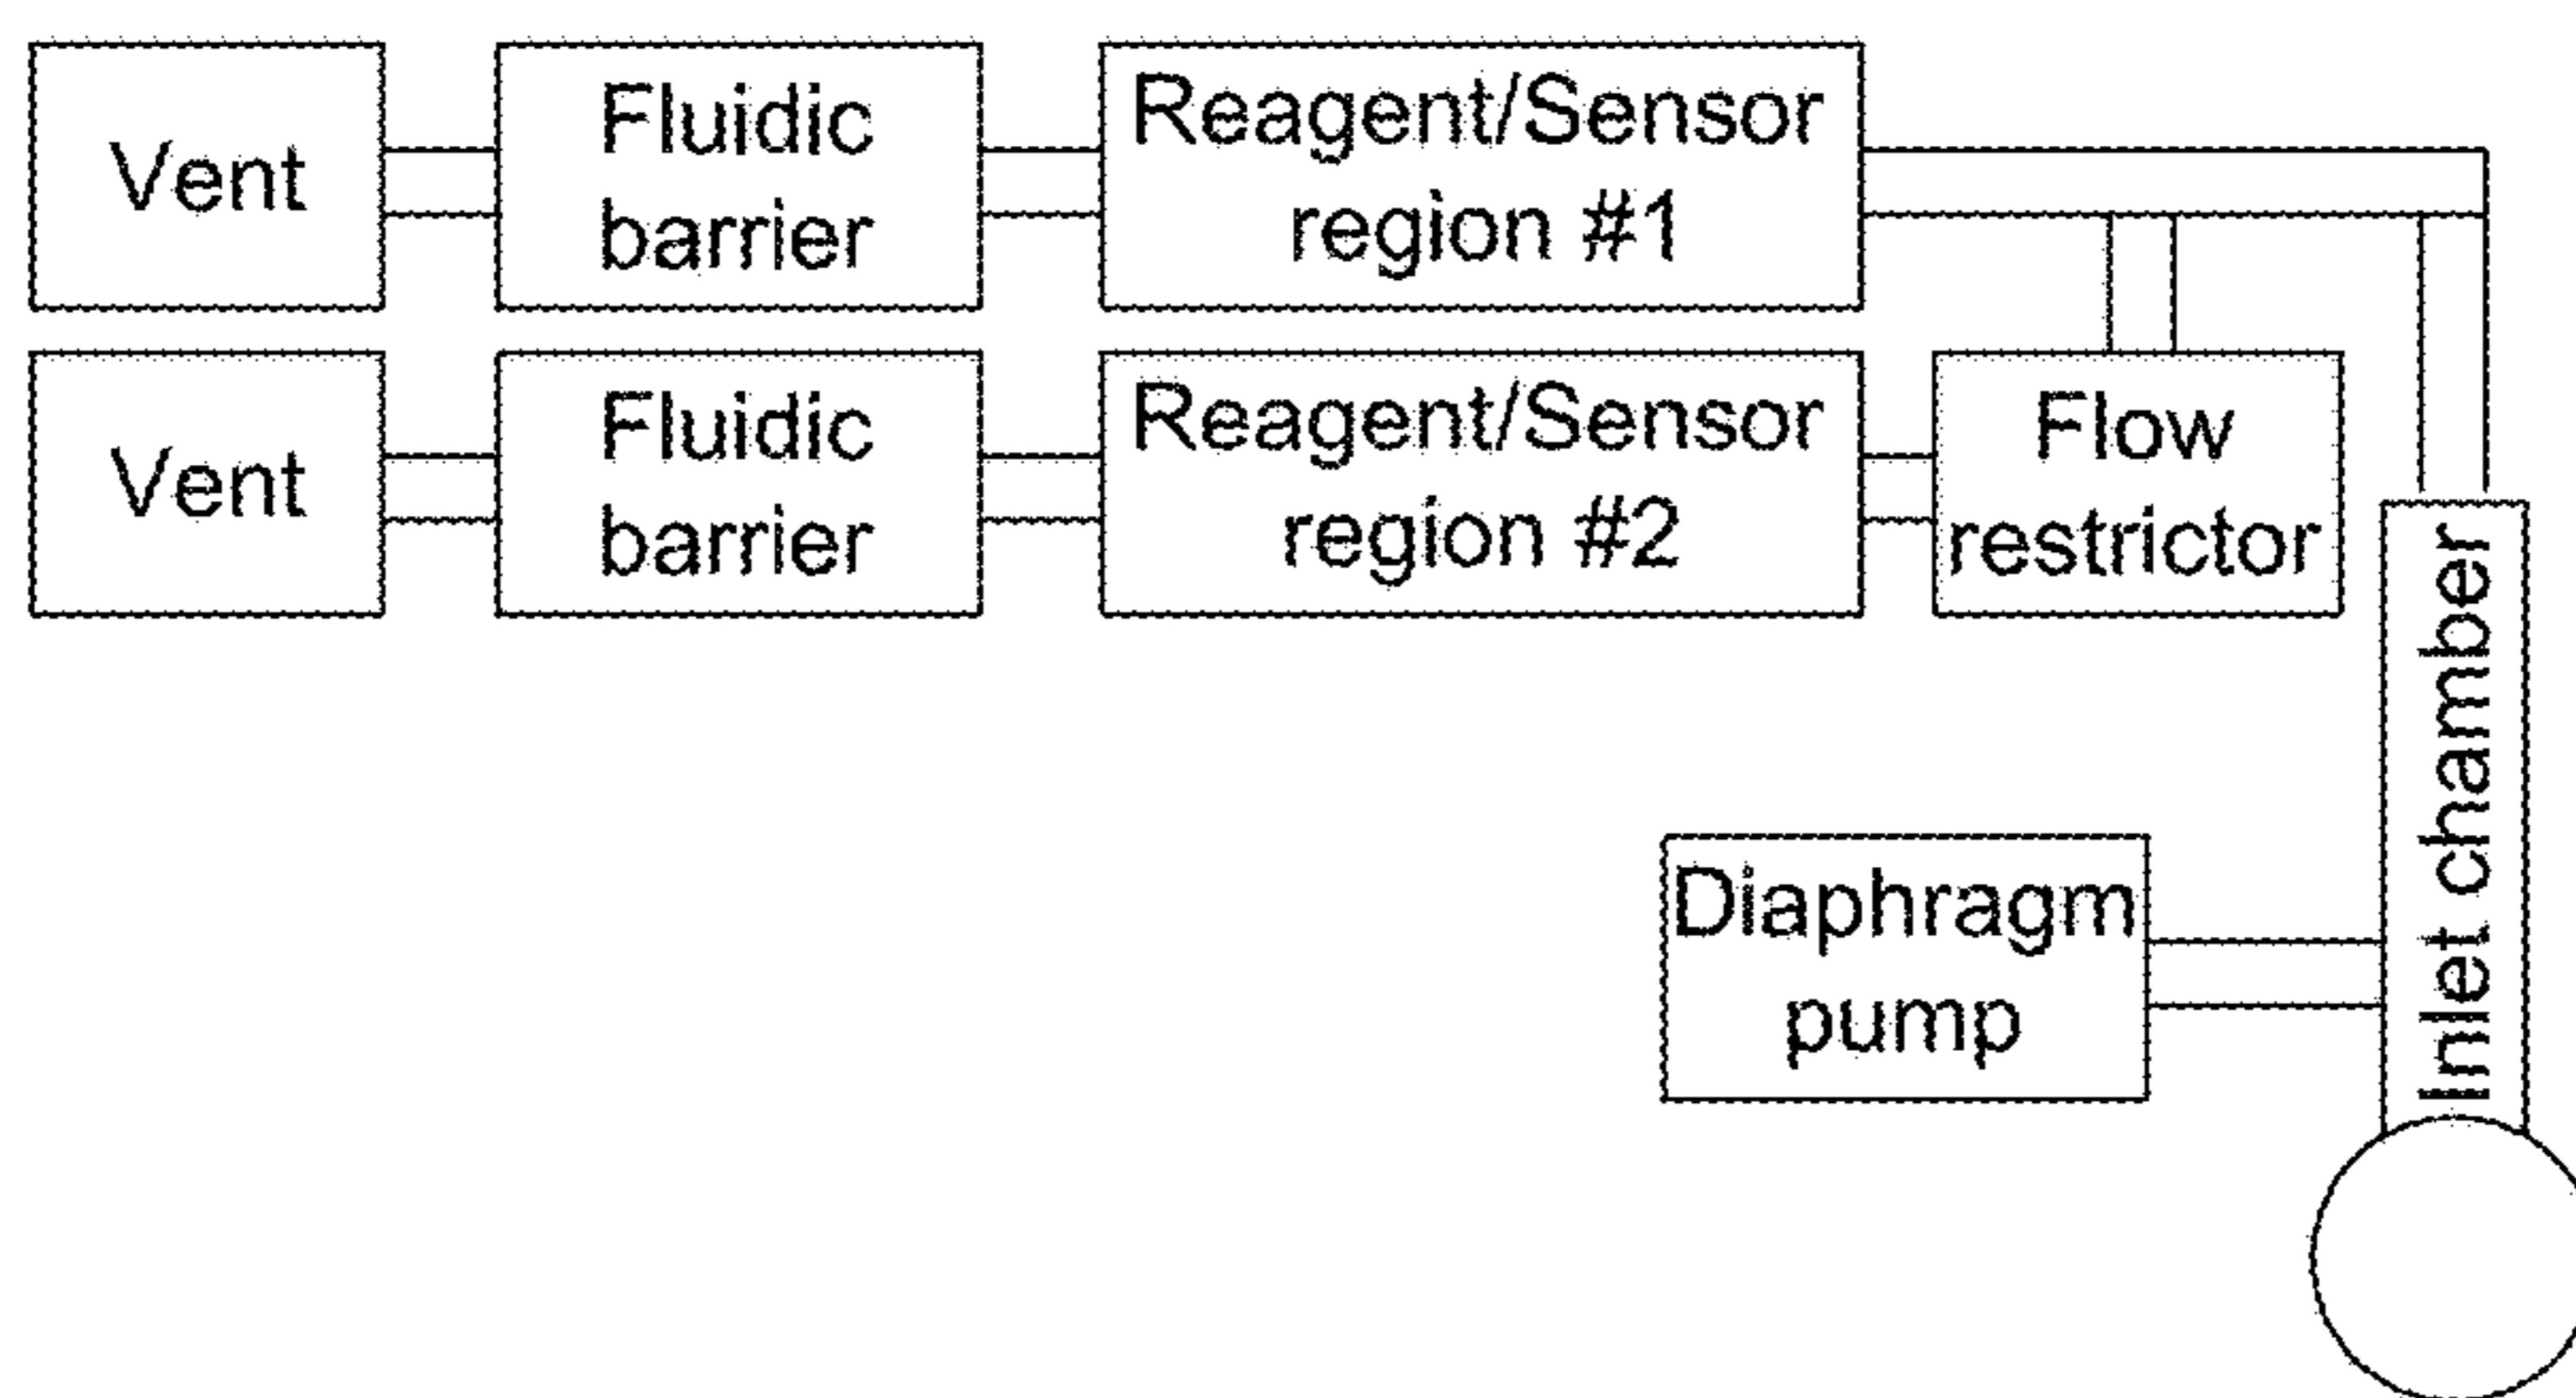 Vent
Fluidic
barrier
Reagent/Sensor
region #1
Vent
Fluidic
barrier
Reagent/Sensor
region #2
Flow
restrictor
Inlet chamber
Diaphragm
pump